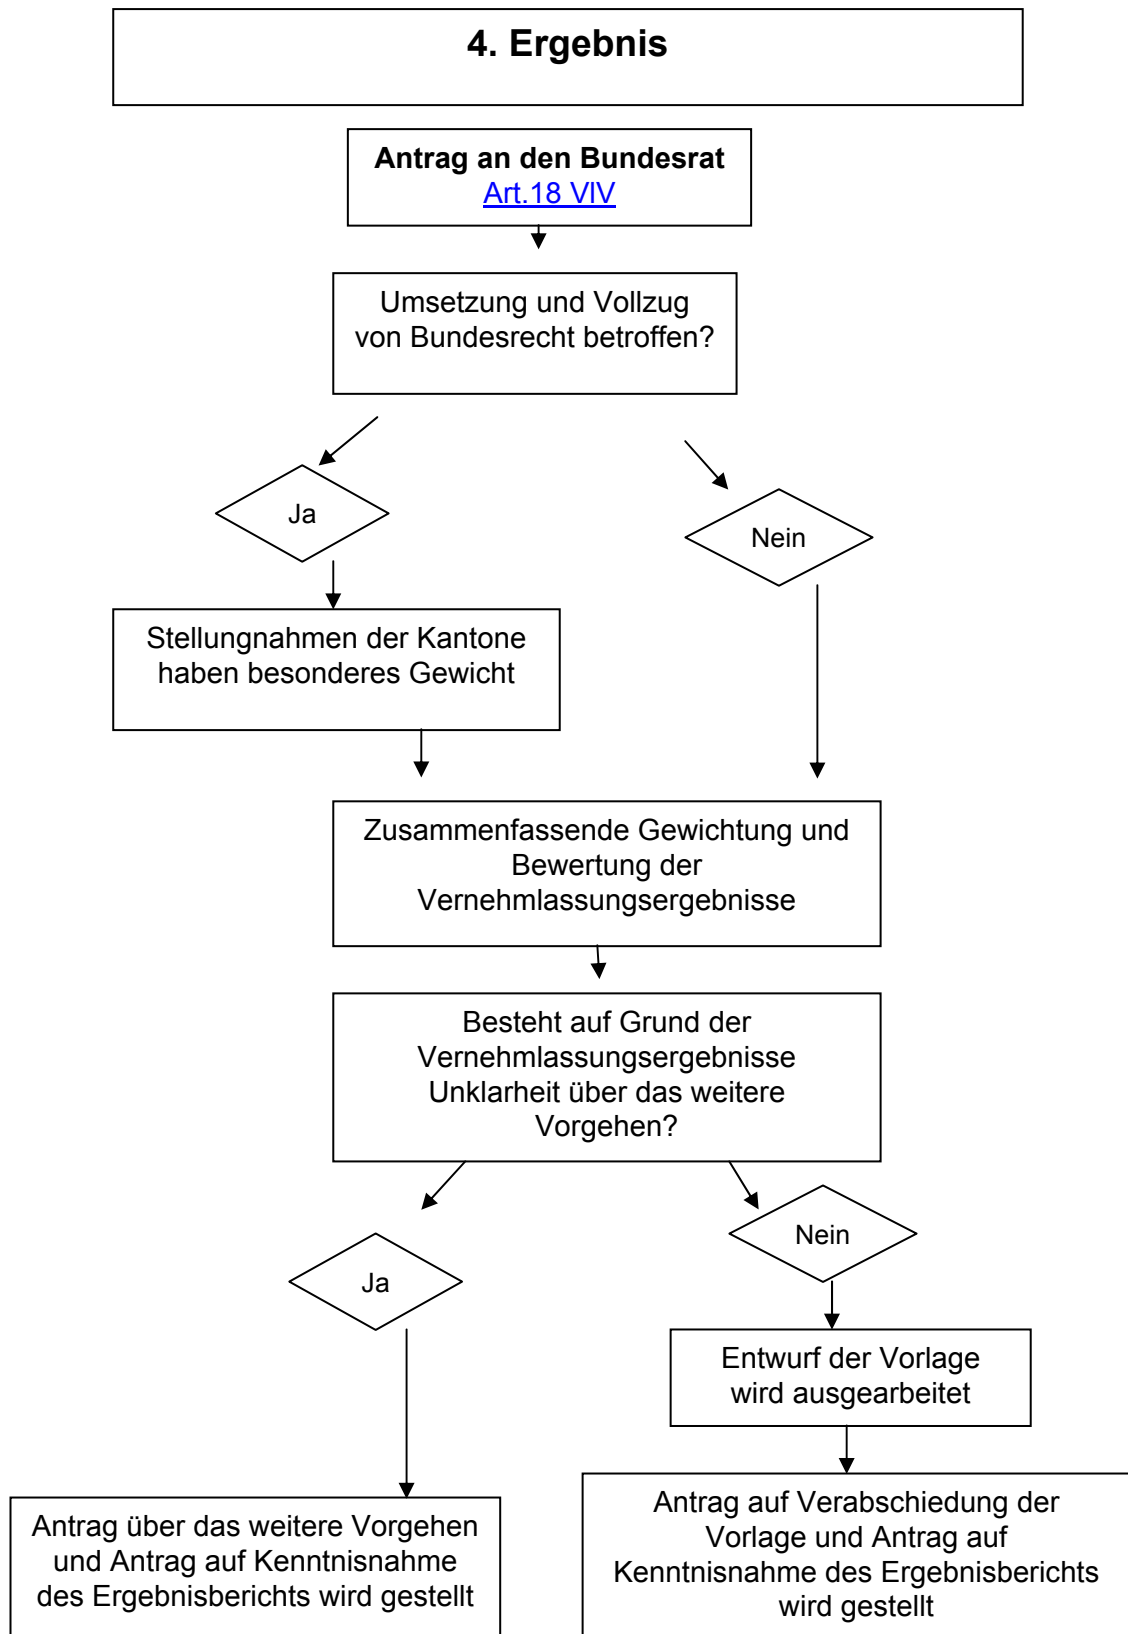 4. Ergebnis
Antrag an den Bundesrat
Art.18 VlV
Umsetzung und Vollzug
von Bundesrecht betroffen?
Ja
Nein
Stellungnahmen der Kantone
haben besonderes Gewicht
Zusammenfassende Gewichtung und
Bewertung der
Vernehmlassungsergebnisse
Besteht auf Grund der
Vernehmlassungsergebnisse
Unklarheit über das weitere
Vorgehen?
Nein
Ja
Entwurf der Vorlage
wird ausgearbeitet
Antrag über das weitere Vorgehen
und Antrag auf Kenntnisnahme
des Ergebnisberichts wird gestellt
Antrag auf Verabschiedung der
Vorlage und Antrag auf
Kenntnisnahme des Ergebnisberichts
wird gestellt